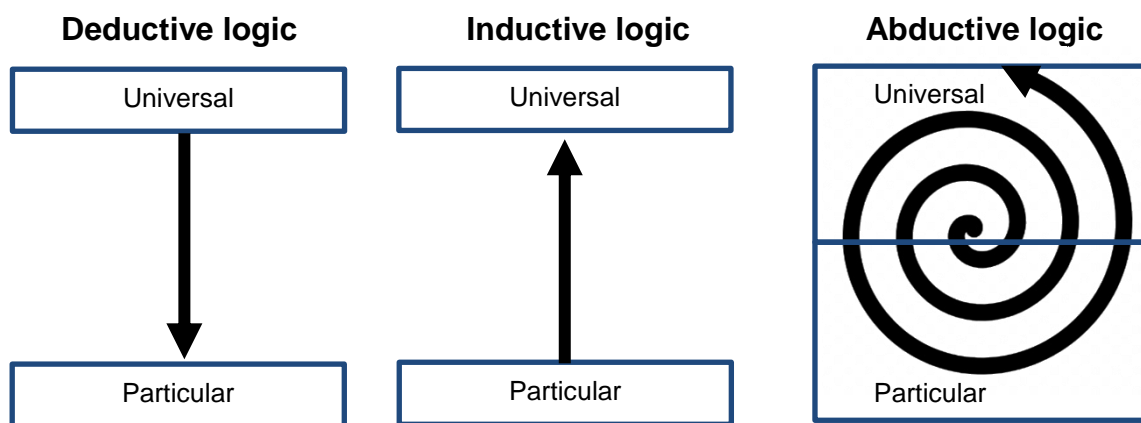 Deductive logic
Universal
Particular
Inductive logic
Universal
Particular
Abductive logic
Universal
Particular